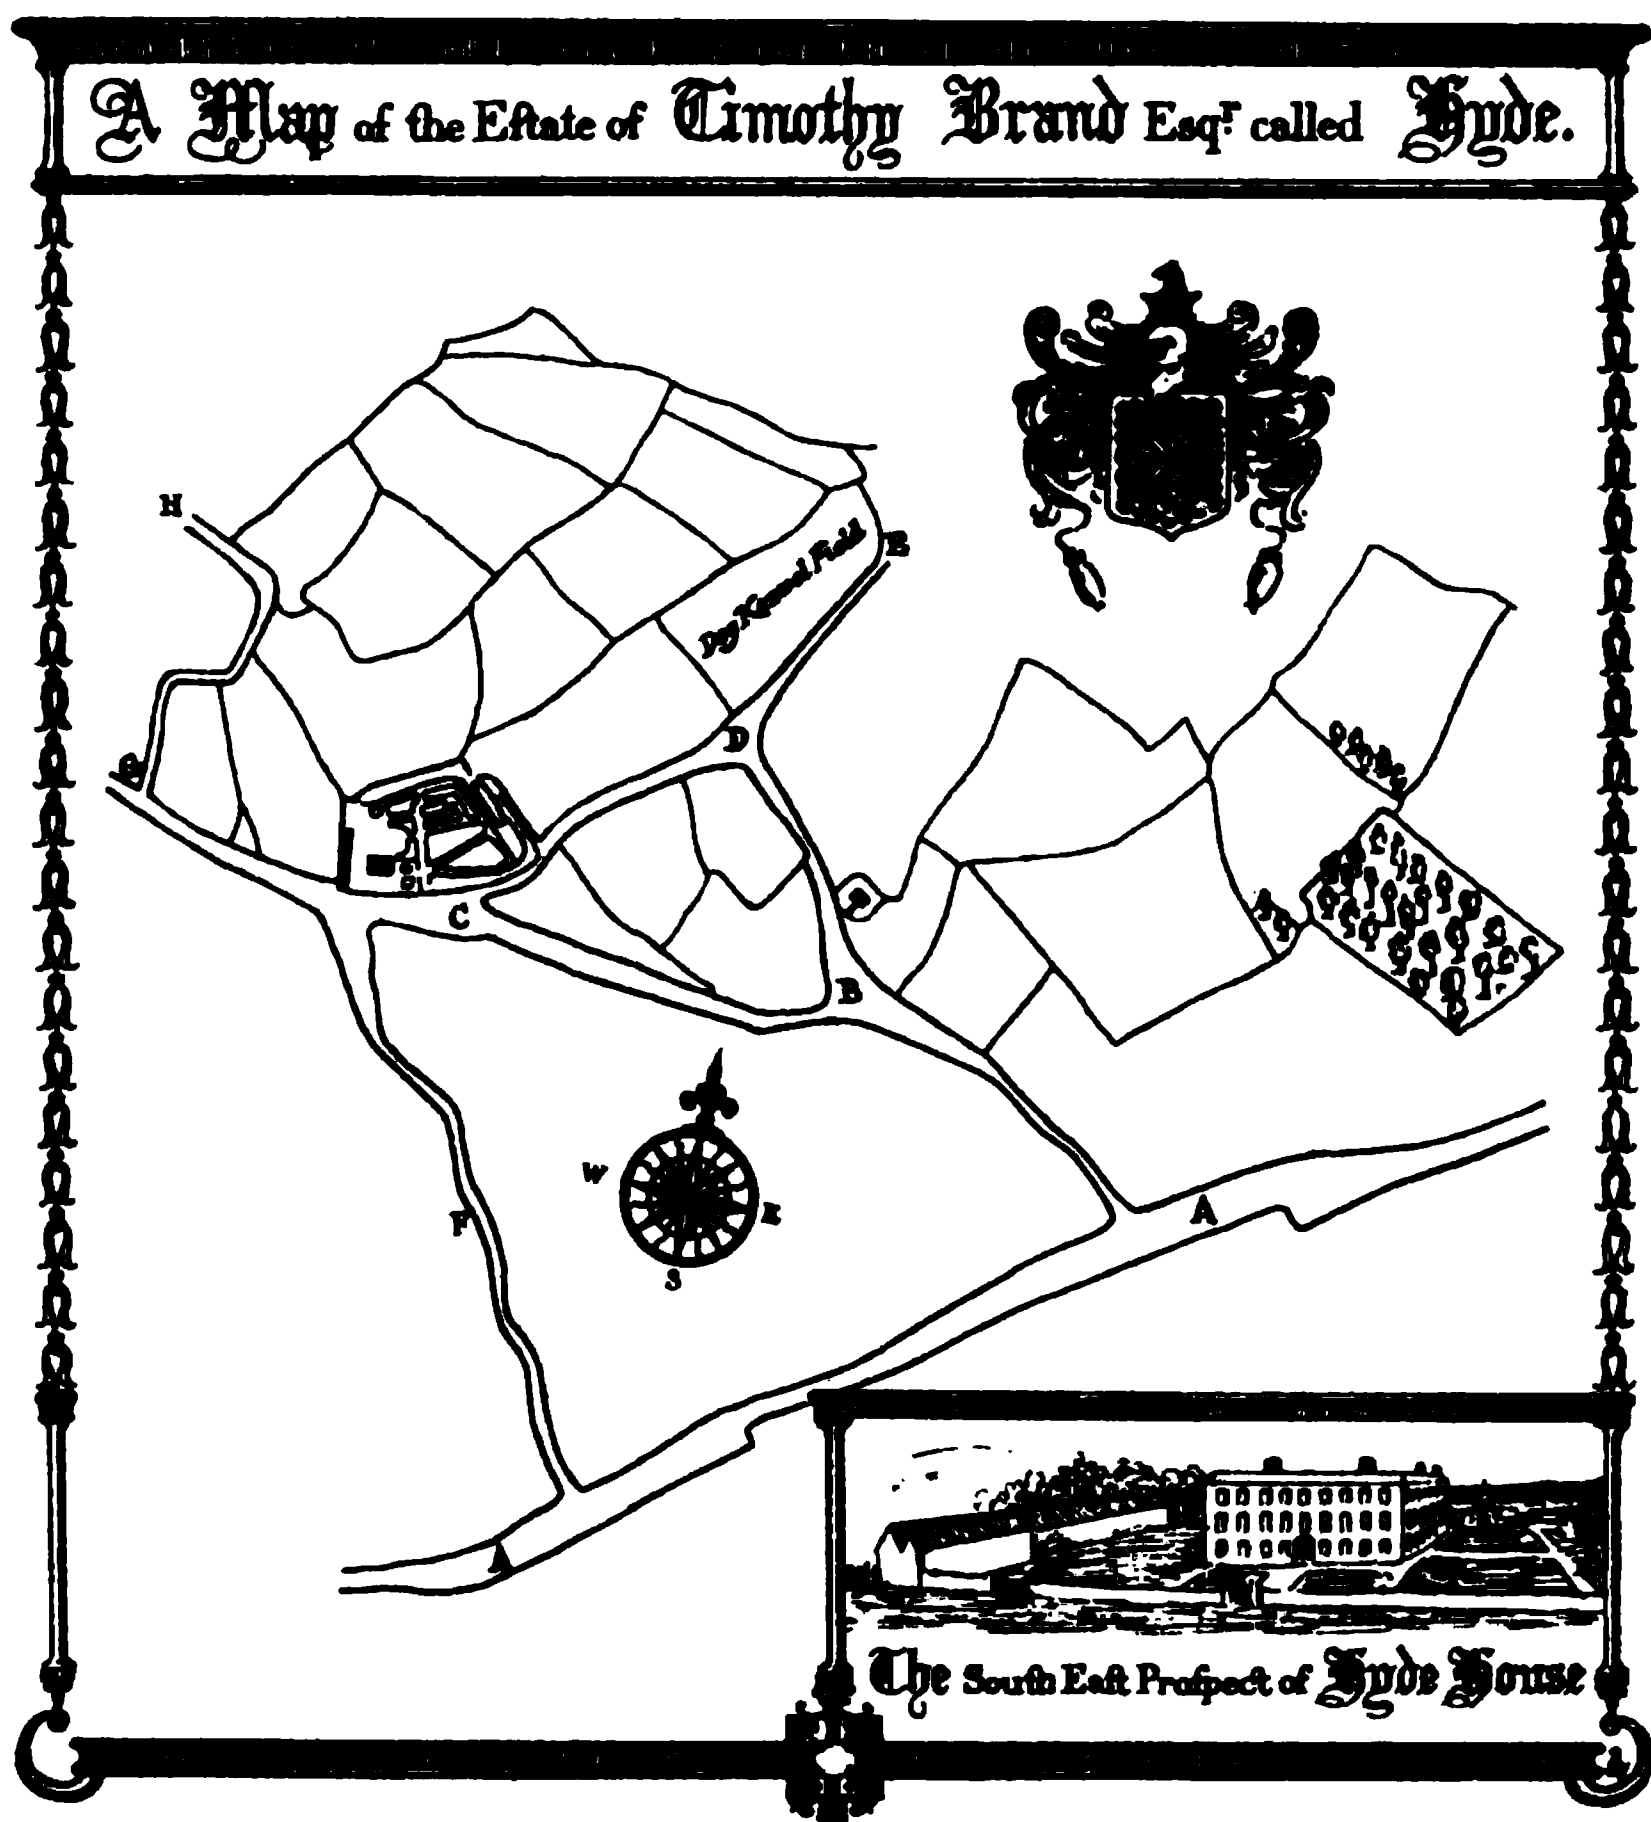 A Map of the Eſtate of Timothy Brand Esqr. called Hyde.
H
E
Dog Kennel Field
D
G
C
B
W
E
F
S
A
A
The South Eaſt Proſpect of Hyde House